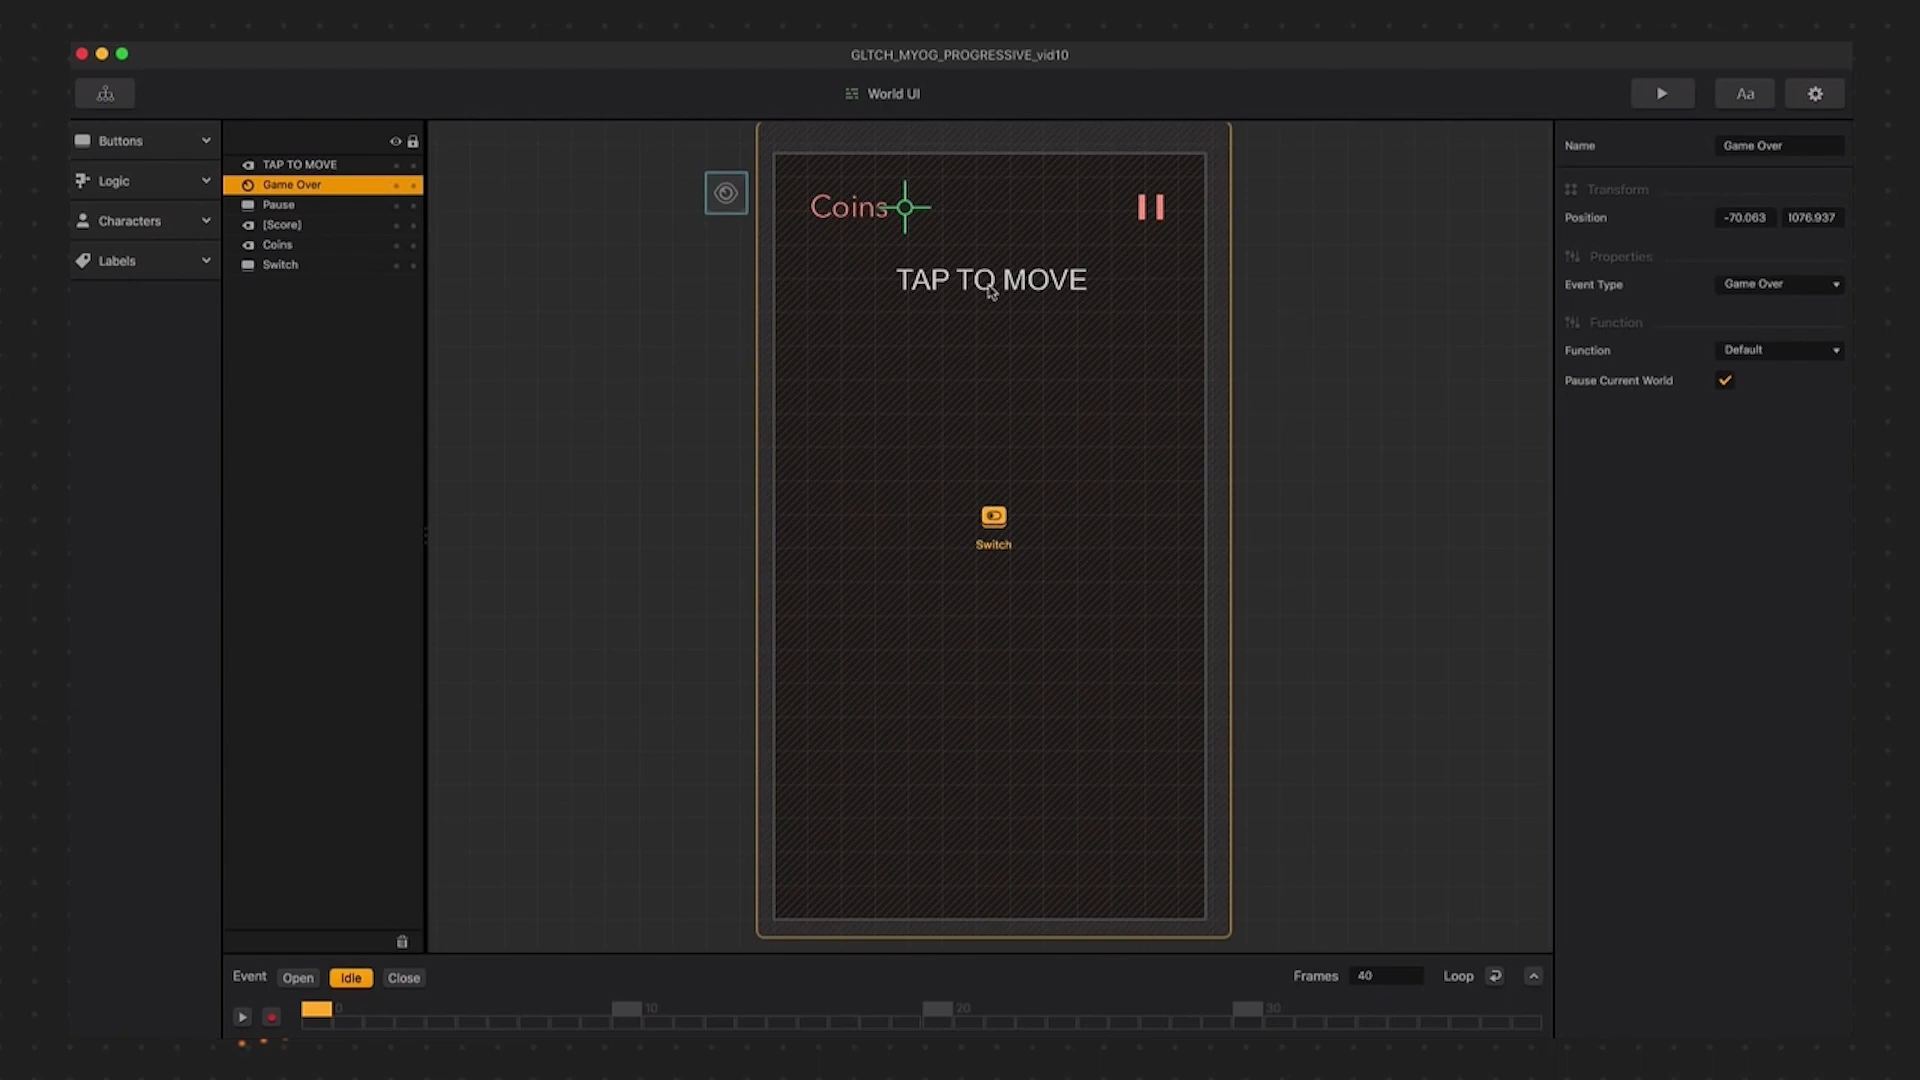 GLTCH_MYOG_PROGRESSIVE_vid10
World UI
Aa
Buttons
Logic
Characters
Labels
TAP TO MOVE
Game Over
Pause
[Score]
Coins
Switch
Coins
TAP TO MOVE
Switch
Name Game Over
Transform
Position -70.063 1076.937
Properties
Event Type Game Over
Function
Function Default
Pause Current World
Event Open Idle Close
Frames 40 Loop
0 10 20 30